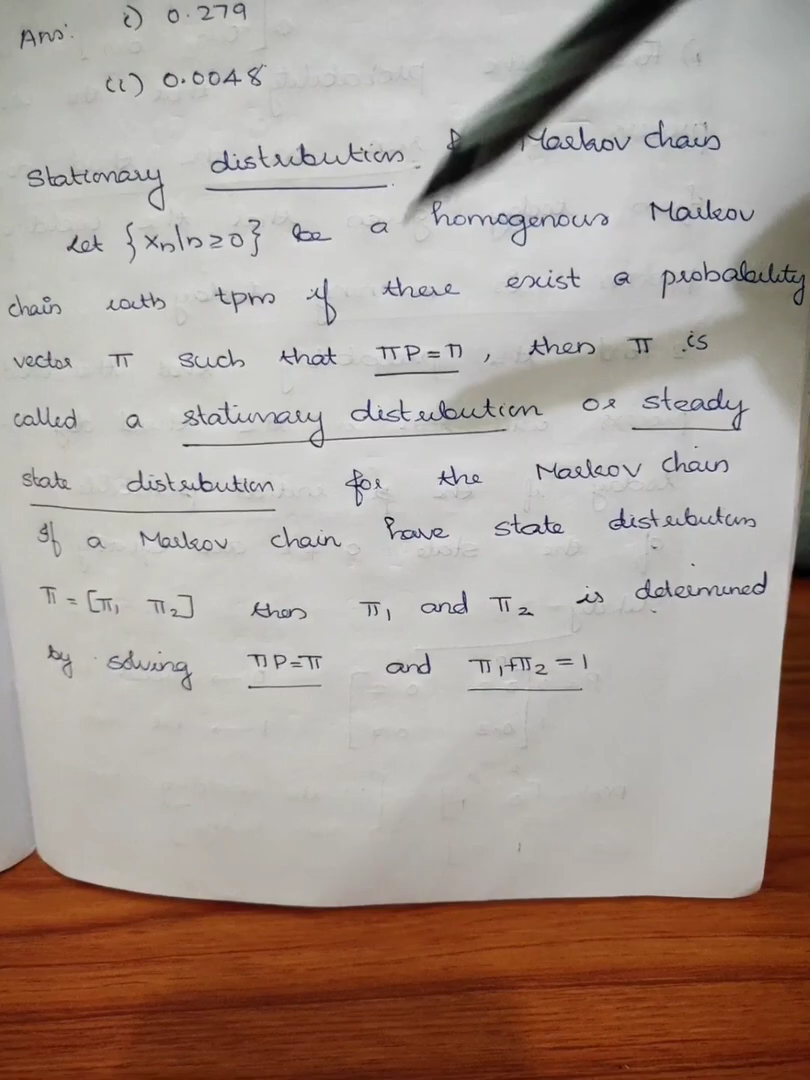 Ans: i) 0.279
(ii) 0.0048
Stationary distribution Markov chain
Let {Xn|n≥0} be a homogenous Markov
chain with tpm if there exist a probability
vector π such that πP=π, then π is
called a stationary distribution or steady
state distribution for the Markov chain
If a Markov chain have state distribution
π = [π₁ π₂] then π₁ and π₂ is determined
by solving πP=π and π₁+π₂=1